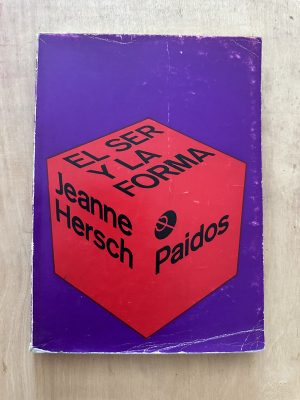 EL SER
Y LA
FORMA
Jeanne
Hersch
Paidos